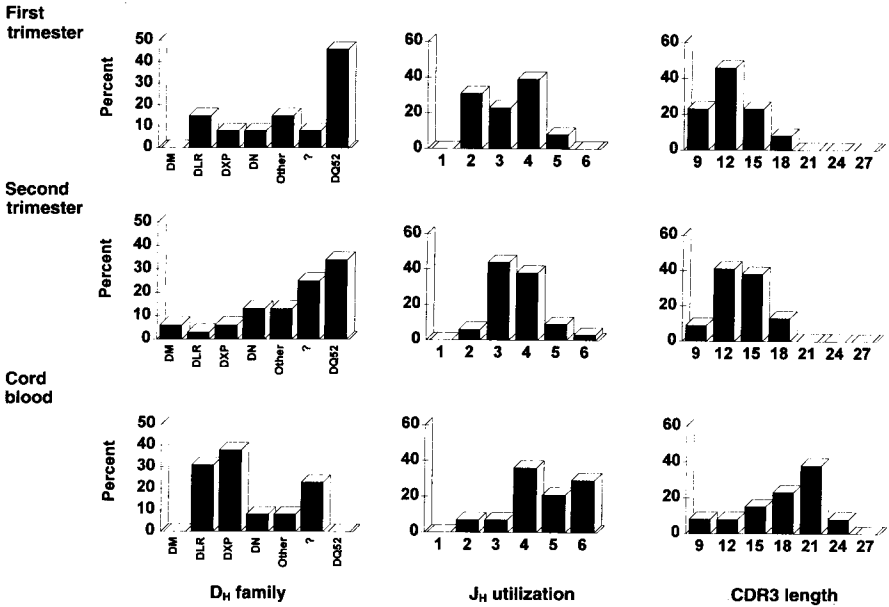 First
trimester
Percent
50
40
30
20
10
0
DM DLR DXP DN Other ? DQ52
60
40
20
0
1 2 3 4 5 6
60
40
20
0
9 12 15 18 21 24 27
Second
trimester
Percent
50
40
30
20
10
0
DM DLR DXP DN Other ? DQ52
60
40
20
0
1 2 3 4 5 6
60
40
20
0
9 12 15 18 21 24 27
Cord
blood
Percent
50
40
30
20
10
0
DM DLR DXP DN Other ? DQ52
60
40
20
0
1 2 3 4 5 6
60
40
20
0
9 12 15 18 21 24 27
D_H family
J_H utilization
CDR3 length